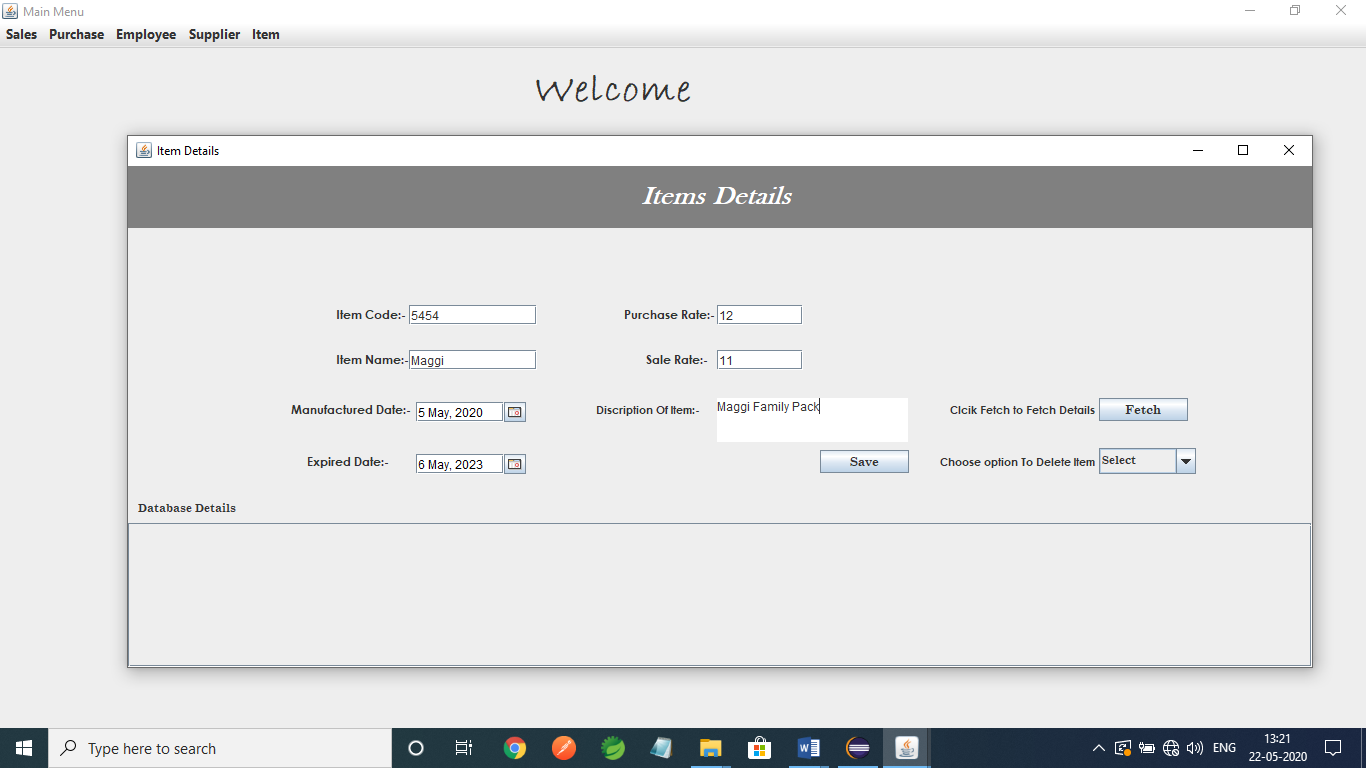 Main Menu
Sales Purchase Employee Supplier Item
Welcome
Item Details
Items Details
Item Code:- 5454 Purchase Rate:- 12
Item Name:- Maggi Sale Rate:- 11
Manufactured Date:- 5 May, 2020 Discription Of Item:- Maggi Family Pack Clcik Fetch to Fetch Details Fetch
Expired Date:- 6 May, 2023 Save Choose option To Delete Item Select
Database Details
Type here to search ENG 13:21
22-05-2020